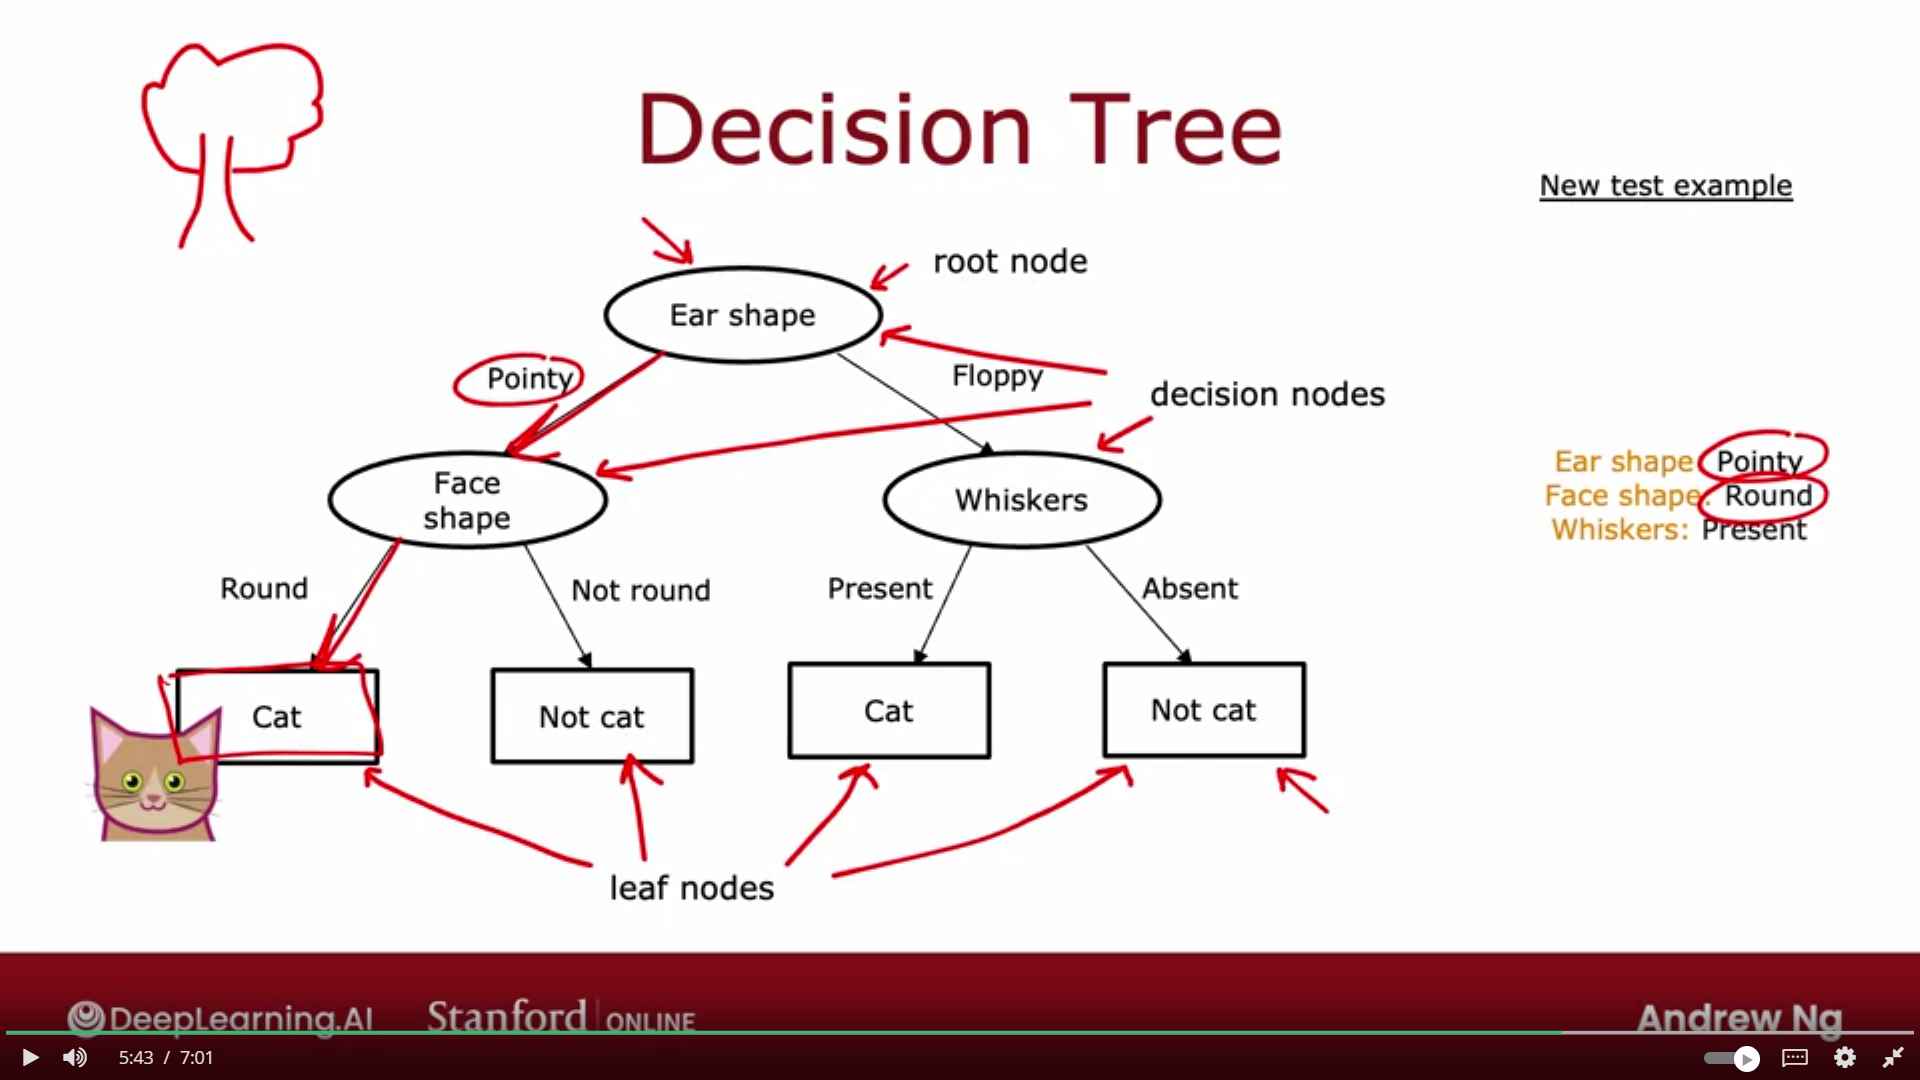 Decision Tree
New test example
root node
Ear shape
Pointy
Floppy
decision nodes
Face
shape
Whiskers
Ear shape: Pointy
Face shape: Round
Whiskers: Present
Round
Not round
Present
Absent
Cat
Not cat
Cat
Not cat
leaf nodes
DeepLearning.AI
Stanford ONLINE
Andrew Ng
5:43 / 7:01